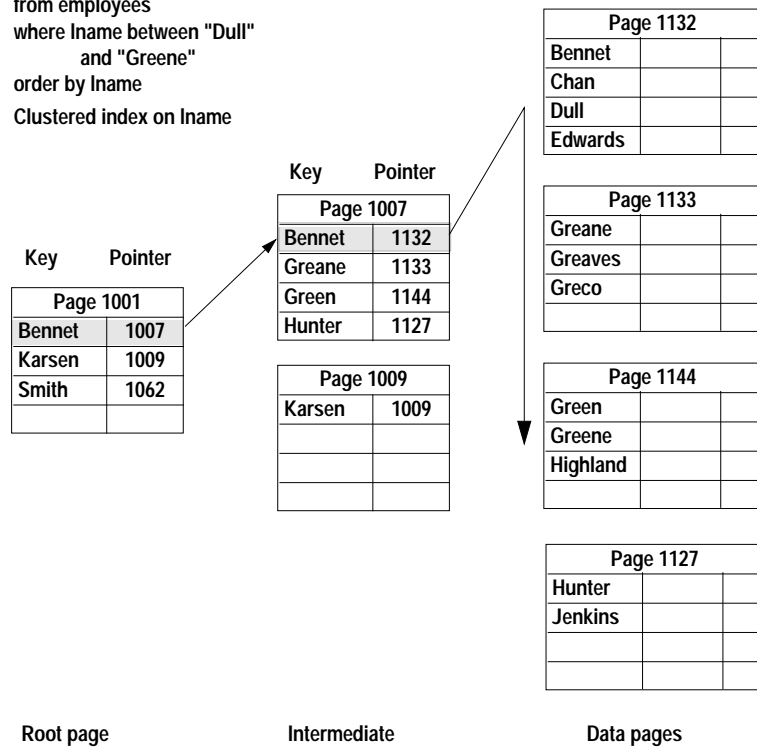 from employees
where lname between "Dull"
and "Greene"
order by lname
Clustered index on lname
Key Pointer
Page 1001
Bennet 1007
Karsen 1009
Smith 1062
Key Pointer
Page 1007
Bennet 1132
Greane 1133
Green 1144
Hunter 1127
Page 1009
Karsen 1009
Page 1132
Bennet
Chan
Dull
Edwards
Page 1133
Greane
Greaves
Greco
Page 1144
Green
Greene
Highland
Page 1127
Hunter
Jenkins
Root page Intermediate Data pages